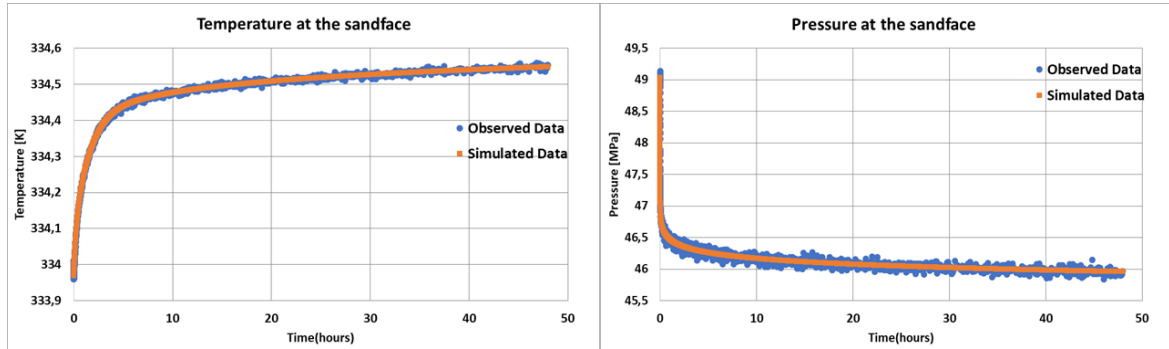 Temperature at the sandface
334,6
334,5
334,4
334,3
334,2
334,1
334
333,9
Temperature [K]
Observed Data
Simulated Data
0
10
20
30
40
50
Time(hours)
Pressure at the sandface
49,5
49
48,5
48
47,5
47
46,5
46
45,5
Pressure [MPa]
Observed Data
Simulated Data
0
10
20
30
40
50
Time(hours)